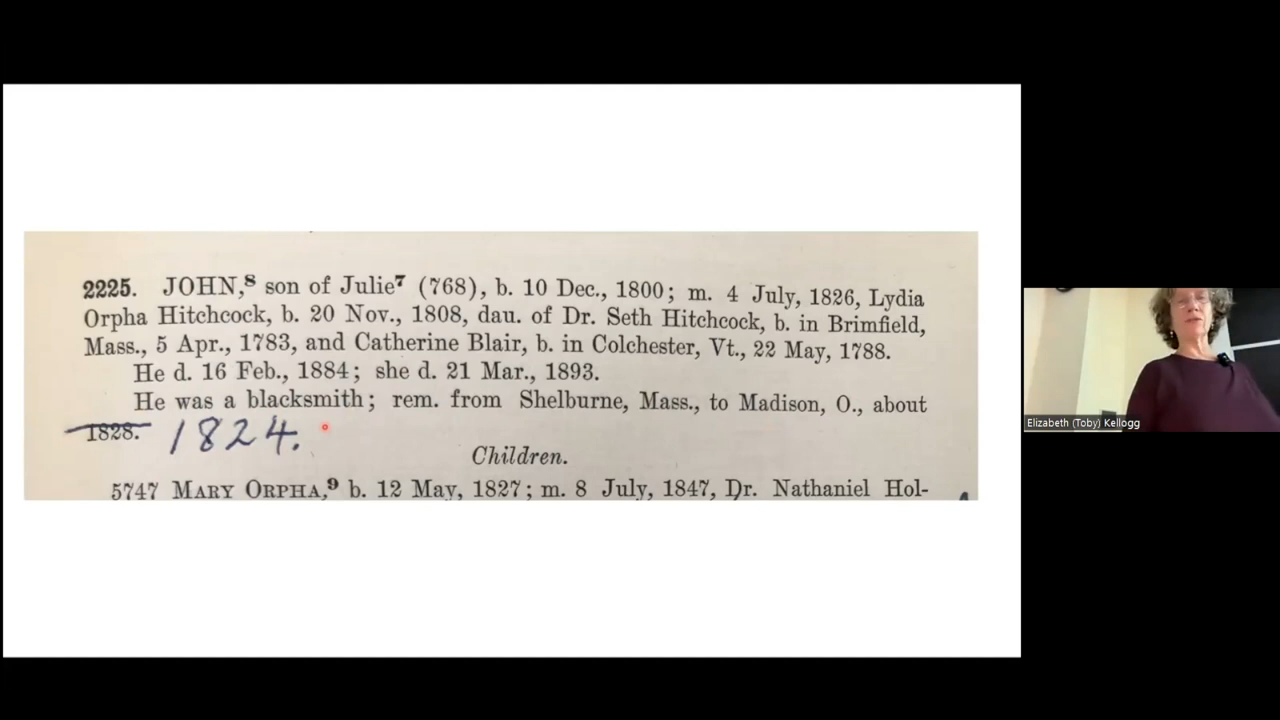 2225. JOHN,⁸ son of Julie⁷ (768), b. 10 Dec., 1800; m. 4 July, 1826, Lydia
Orpha Hitchcock, b. 20 Nov., 1808, dau. of Dr. Seth Hitchcock, b. in Brimfield,
Mass., 5 Apr., 1783, and Catherine Blair, b. in Colchester, Vt., 22 May, 1788.
He d. 16 Feb., 1884; she d. 21 Mar., 1893.
He was a blacksmith; rem. from Shelburne, Mass., to Madison, O., about
1828. 1824.
Children.
5747 MARY ORPHA,⁹ b. 12 May, 1827; m. 8 July, 1847, Dr. Nathaniel Hol-
Elizabeth (Toby) Kellogg